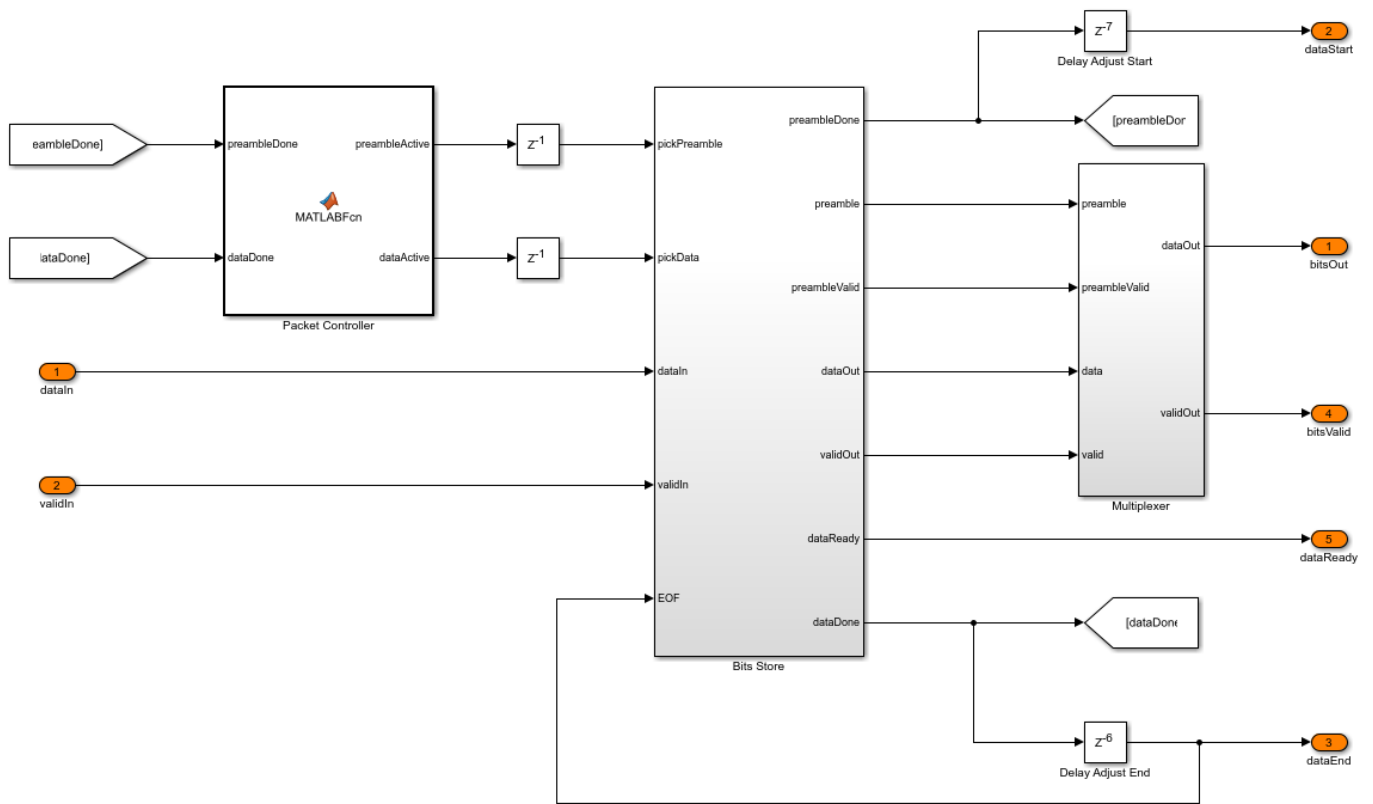 z-7
2
dataStart
Delay Adjust Start
preambleDone
[preambleDor
eambleDone]
preambleDone
preambleActive
z-1
pickPreamble
MATLABFcn
preamble
preamble
dataOut
1
bitsOut
ataDone]
dataDone
dataActive
z-1
pickData
preambleValid
preambleValid
Packet Controller
1
dataIn
dataIn
dataOut
data
validOut
4
bitsValid
validOut
valid
2
validIn
validIn
Multiplexer
dataReady
5
dataReady
EOF
dataDone
[dataDone
Bits Store
z-6
3
dataEnd
Delay Adjust End